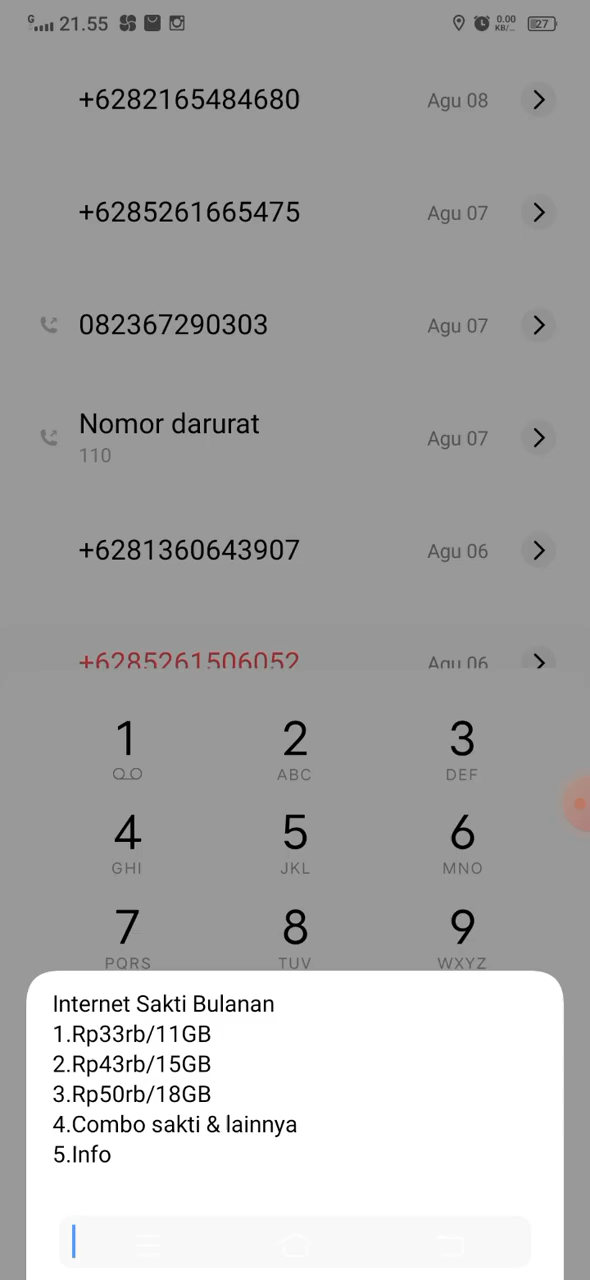 G 21.55 0.00 KB/... 27
+6282165484680 Agu 08
+6285261665475 Agu 07
082367290303 Agu 07
Nomor darurat Agu 07
110
+6281360643907 Agu 06
+6285261506052 Agu 06
1 2 3
ABC DEF
4 5 6
GHI JKL MNO
7 8 9
PQRS TUV WXYZ
Internet Sakti Bulanan
1.Rp33rb/11GB
2.Rp43rb/15GB
3.Rp50rb/18GB
4.Combo sakti & lainnya
5.Info